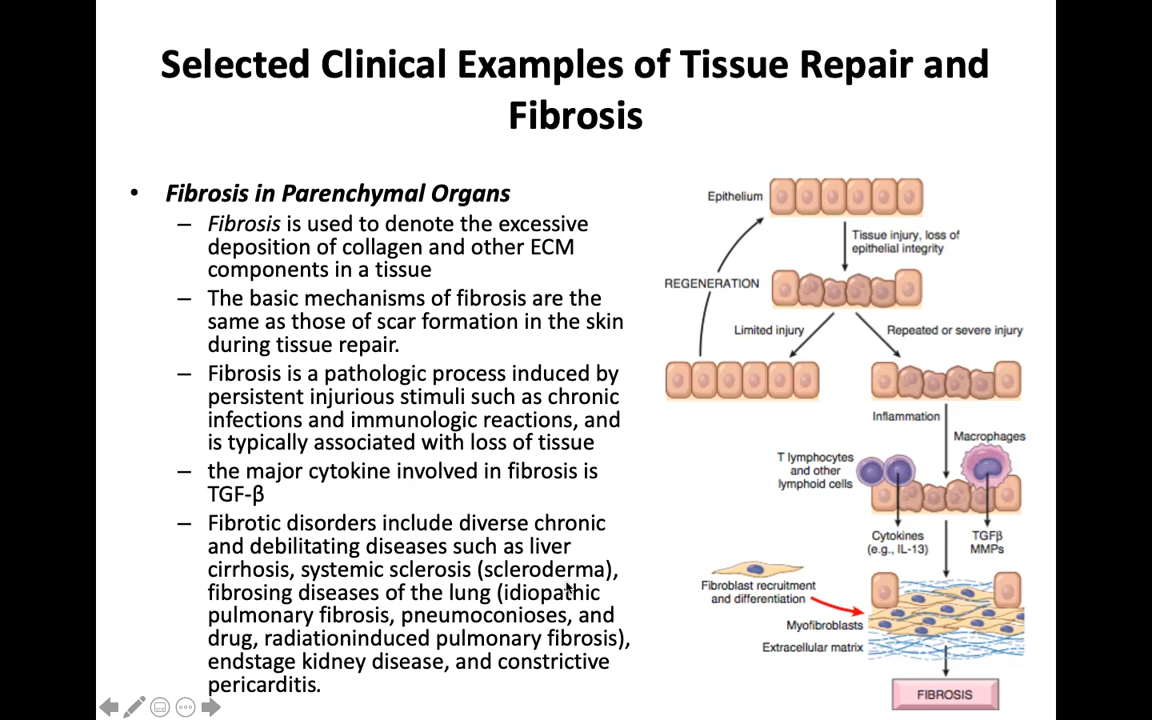 Selected Clinical Examples of Tissue Repair and
Fibrosis
• Fibrosis in Parenchymal Organs
– Fibrosis is used to denote the excessive
deposition of collagen and other ECM
components in a tissue
– The basic mechanisms of fibrosis are the
same as those of scar formation in the skin
during tissue repair.
– Fibrosis is a pathologic process induced by
persistent injurious stimuli such as chronic
infections and immunologic reactions, and
is typically associated with loss of tissue
– the major cytokine involved in fibrosis is
TGF-β
– Fibrotic disorders include diverse chronic
and debilitating diseases such as liver
cirrhosis, systemic sclerosis (scleroderma),
fibrosing diseases of the lung (idiopathic
pulmonary fibrosis, pneumoconioses, and
drug, radiationinduced pulmonary fibrosis),
endstage kidney disease, and constrictive
pericarditis.
Epithelium
Tissue injury, loss of
epithelial integrity
REGENERATION
Limited injury
Repeated or severe injury
Inflammation
Macrophages
T lymphocytes
and other
lymphoid cells
Cytokines
(e.g., IL-13)
TGFβ
MMPs
Fibroblast recruitment
and differentiation
Myofibroblasts
Extracellular matrix
FIBROSIS